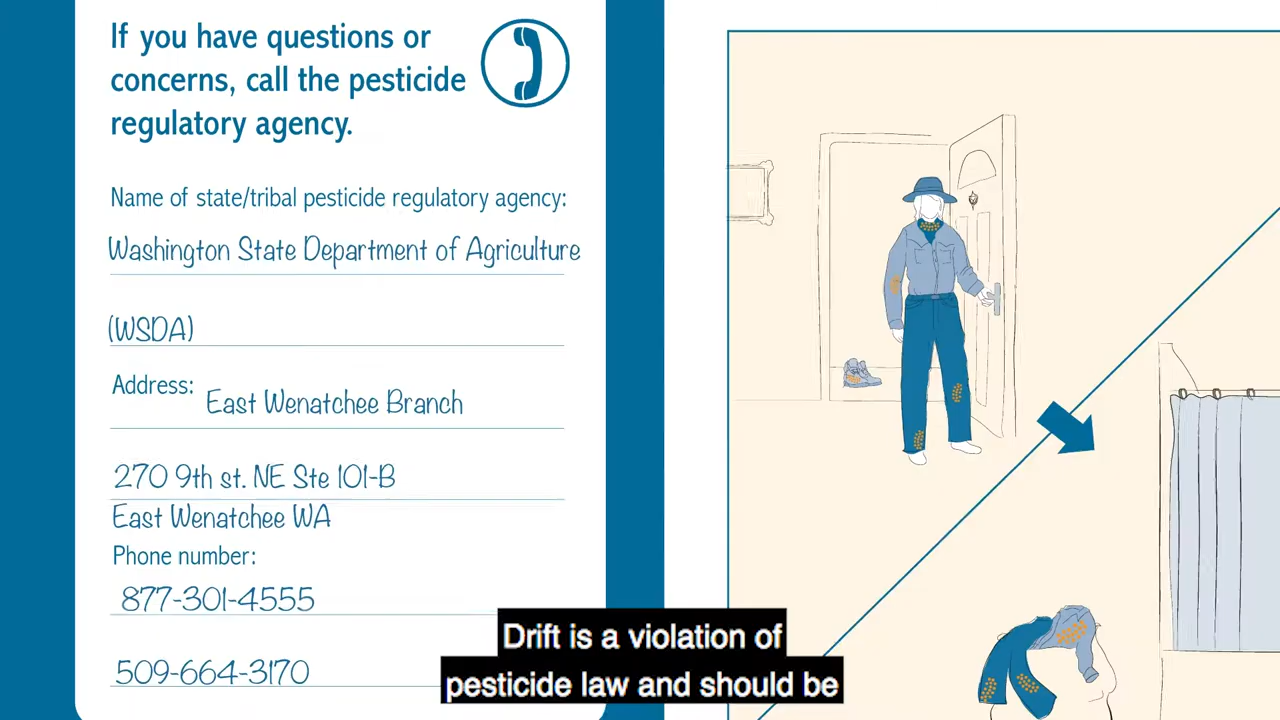 If you have questions or
concerns, call the pesticide
regulatory agency.
Name of state/tribal pesticide regulatory agency:
Washington State Department of Agriculture
(WSDA)
Address:
East Wenatchee Branch
270 9th st. NE Ste 101-B
East Wenatchee WA
Phone number:
877-301-4555
509-664-3170
Drift is a violation of
pesticide law and should be